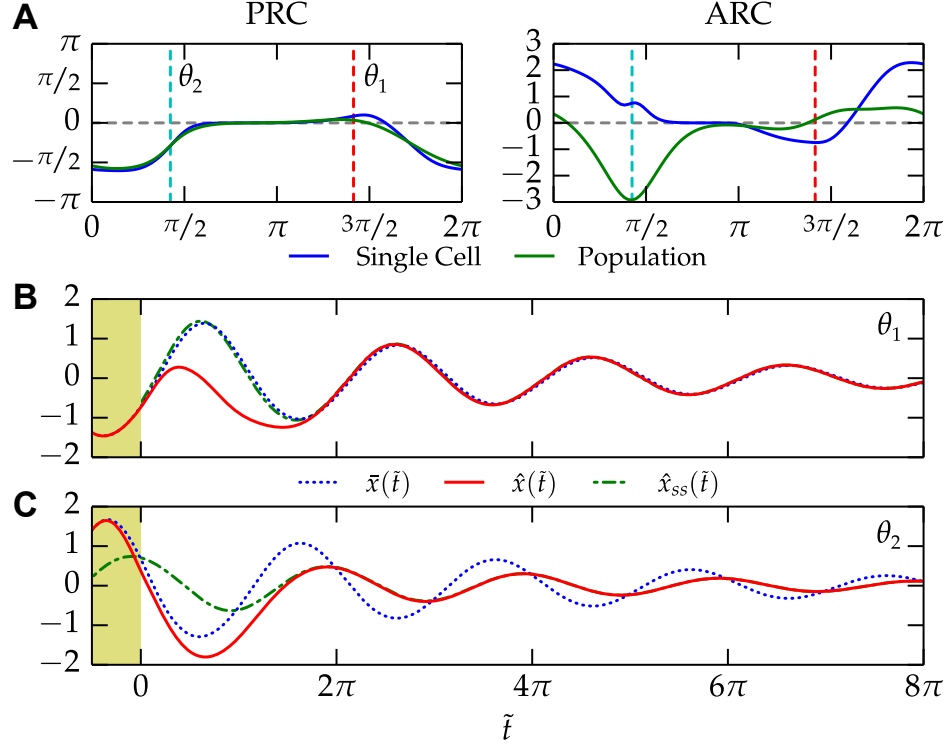 A PRC ARC
π 3
π/2 θ2 θ1 2
1
0 0
−1
−π/2 −2
−π −3
0 π/2 π 3π/2 2π 0 π/2 π 3π/2 2π
Single Cell Population
B 2 θ1
1
0
−1
−2
x̄(t̃) x̂(t̃) x̂ss(t̃)
C 2 θ2
1
0
−1
−2
0 2π 4π 6π 8π
t̃